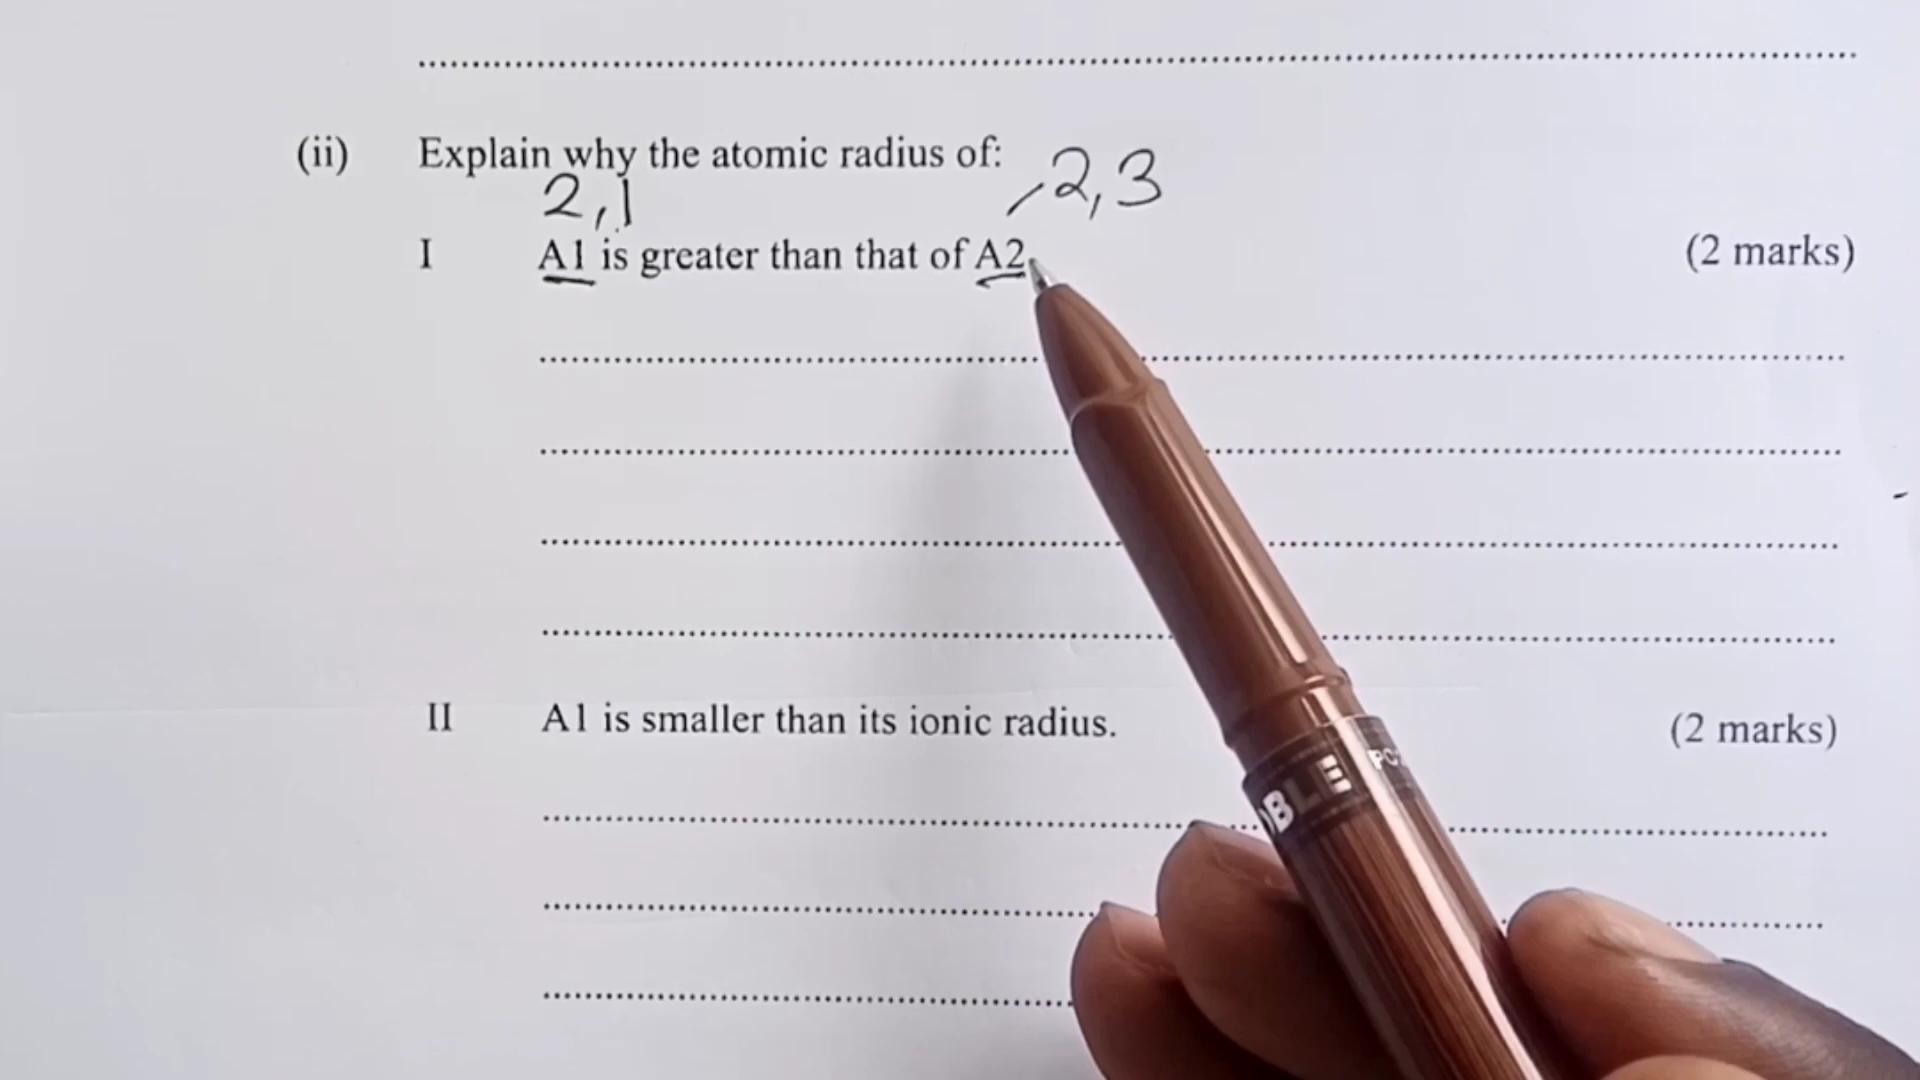 (ii) Explain why the atomic radius of:
2,1 2,3
I A1 is greater than that of A2. (2 marks)
II A1 is smaller than its ionic radius. (2 marks)